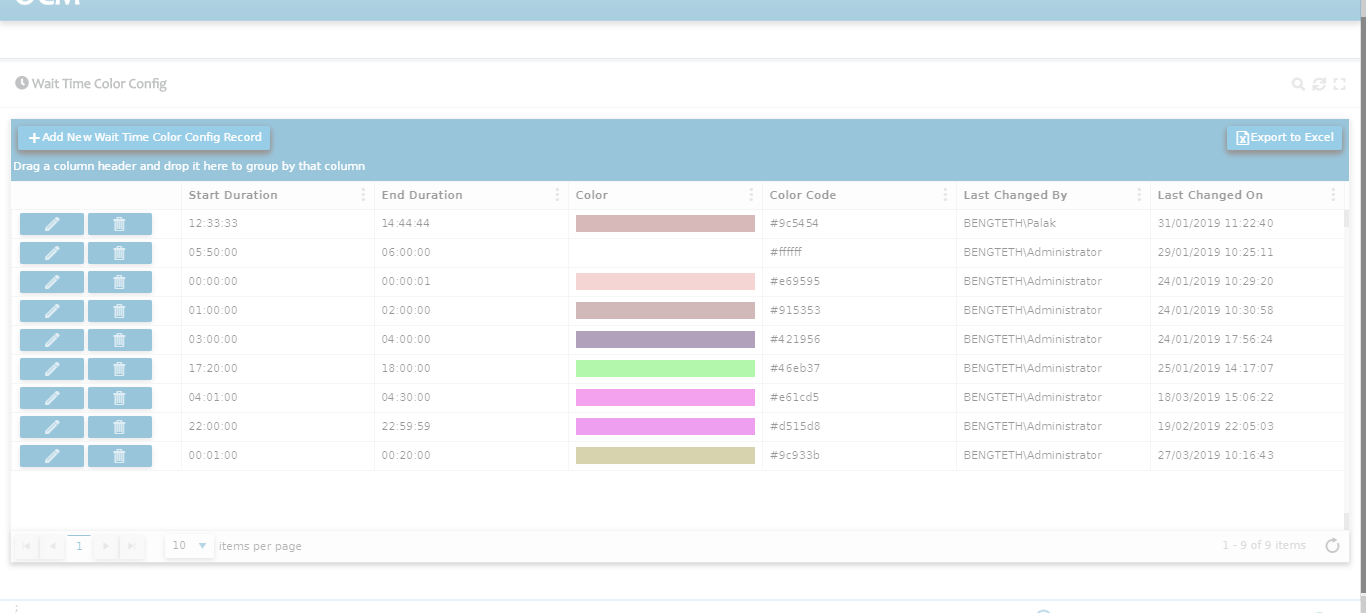 Wait Time Color Config
Add New Wait Time Color Config Record Export to Excel
Drag a column header and drop it here to group by that column
Start Duration End Duration Color Color Code Last Changed By Last Changed On
12:33:33 14:44:44 #9c5454 BENGTETH\Palak 31/01/2019 11:22:40
05:50:00 06:00:00 #ffffff BENGTETH\Administrator 29/01/2019 10:25:11
00:00:00 00:00:01 #e69595 BENGTETH\Administrator 24/01/2019 10:29:20
01:00:00 02:00:00 #915353 BENGTETH\Administrator 24/01/2019 10:30:58
03:00:00 04:00:00 #421956 BENGTETH\Administrator 24/01/2019 17:56:24
17:20:00 18:00:00 #46eb37 BENGTETH\Administrator 25/01/2019 14:17:07
04:01:00 04:30:00 #e61cd5 BENGTETH\Administrator 18/03/2019 15:06:22
22:00:00 22:59:59 #d515d8 BENGTETH\Administrator 19/02/2019 22:05:03
00:01:00 00:20:00 #9c933b BENGTETH\Administrator 27/03/2019 10:16:43
1 10 items per page 1 - 9 of 9 items
;